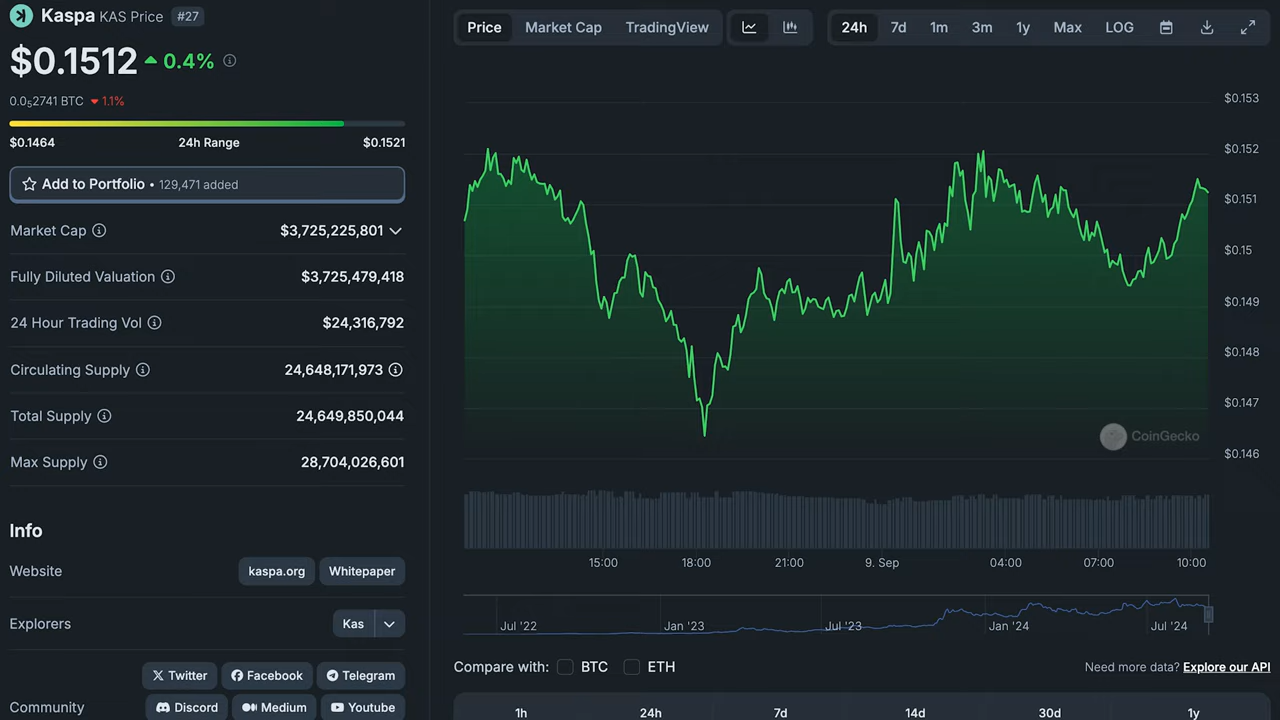 Kaspa KAS Price #27
$0.1512 0.4%
0.0₅2741 BTC 1.1%
$0.1464 24h Range $0.1521
Add to Portfolio • 129,471 added
Market Cap $3,725,225,801
Fully Diluted Valuation $3,725,479,418
24 Hour Trading Vol $24,316,792
Circulating Supply 24,648,171,973
Total Supply 24,649,850,044
Max Supply 28,704,026,601
Info
Website kaspa.org Whitepaper
Explorers Kas
Twitter Facebook Telegram
Community Discord Medium Youtube
Price Market Cap TradingView
24h 7d 1m 3m 1y Max LOG
$0.153
$0.152
$0.151
$0.15
$0.149
$0.148
$0.147
$0.146
CoinGecko
15:00 18:00 21:00 9. Sep 04:00 07:00 10:00
Jul '22 Jan '23 Jul '23 Jan '24 Jul '24
Compare with: BTC ETH
Need more data? Explore our API
1h 24h 7d 14d 30d 1y